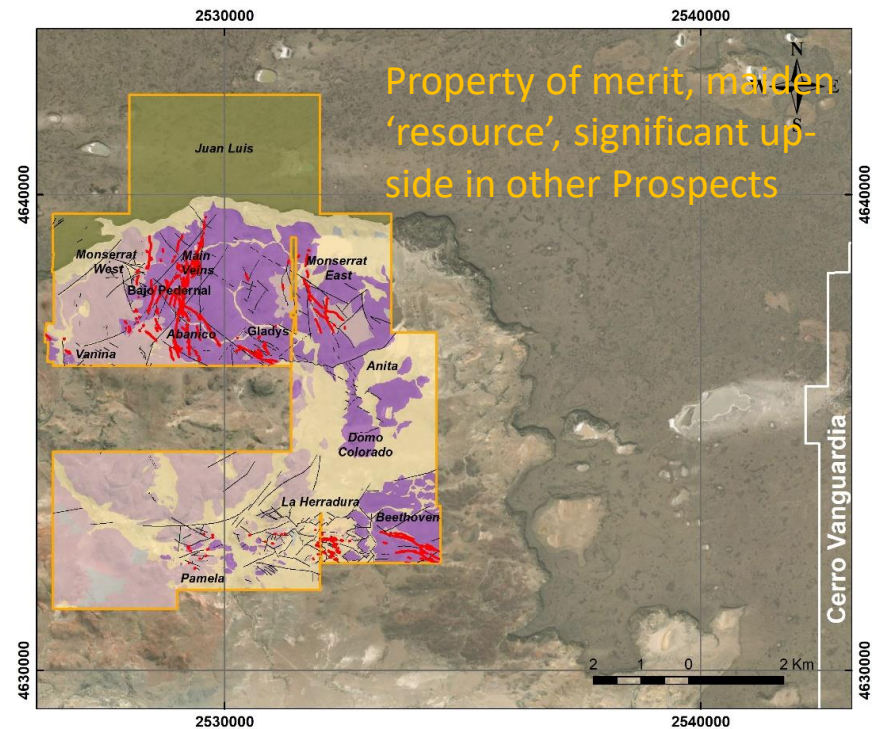 2530000 2540000
N
W E
S
Property of merit, maiden
‘resource’, significant up-
side in other Prospects
4640000 4640000
Juan Luis
Monserrat
West
Main
Veins
Monserrat
East
Bajo Pedernal
Abanico
Gladys
Vanina
Anita
Domo
Colorado
La Herradura
Beethoven
Pamela
Cerro Vanguardia
2 1 0 2 Km
4630000 4630000
2530000 2540000